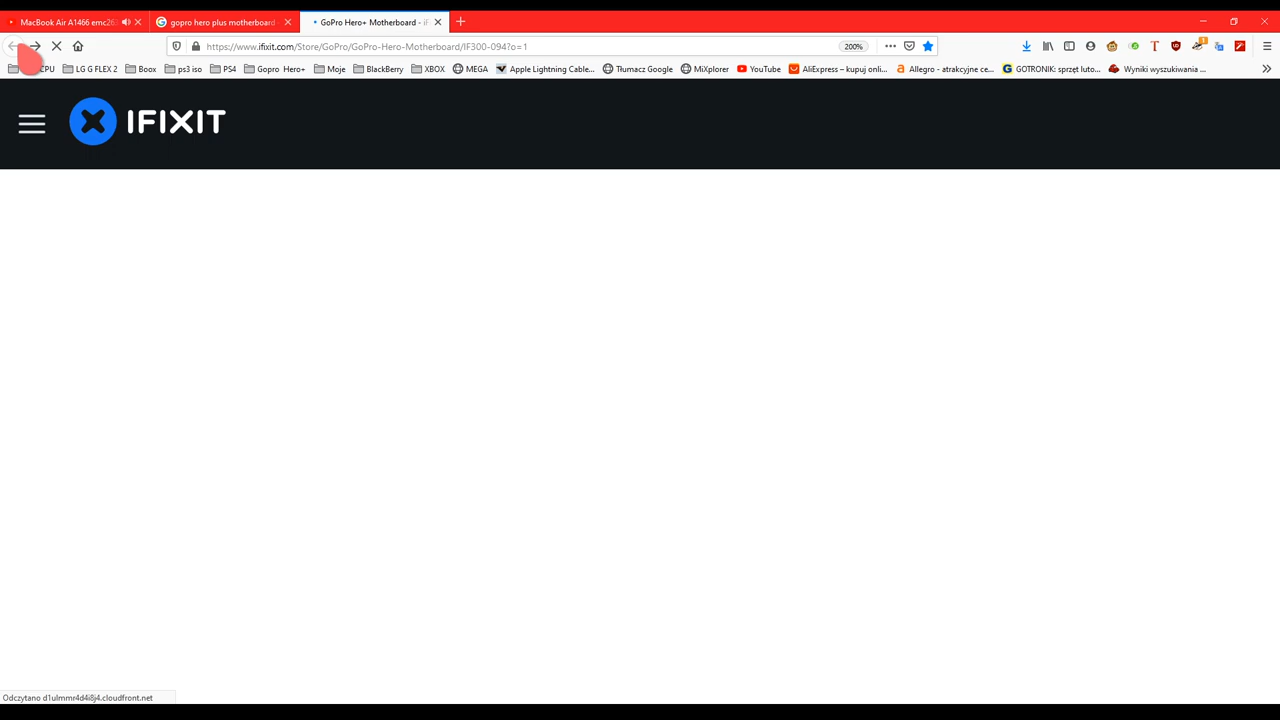 MacBook Air A1466 emc263
gopro hero plus motherboard
GoPro Hero+ Motherboard - iF
https://www.ifixit.com/Store/GoPro/GoPro-Hero-Motherboard/IF300-094?o=1
200%
1
CPU
LG G FLEX 2
Boox
ps3 iso
PS4
Gopro Hero+
Moje
BlackBerry
XBOX
MEGA
Apple Lightning Cable...
Tłumacz Google
MiXplorer
YouTube
AliExpress – kupuj onli...
Allegro - atrakcyjne ce...
GOTRONIK: sprzęt luto...
Wyniki wyszukiwania ...
IFIXIT
Odczytano d1ulmmr4d4i8j4.cloudfront.net